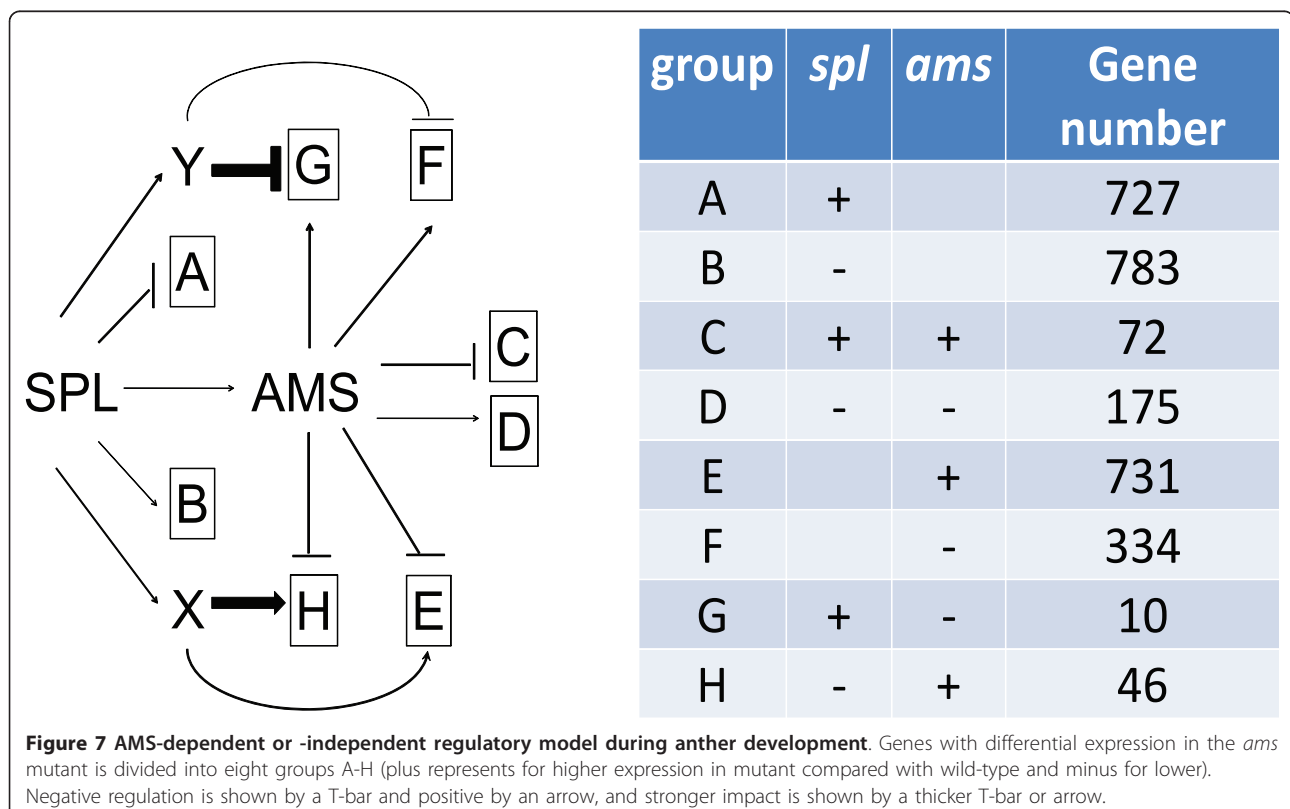 Y
G
F
A
SPL
AMS
C
D
B
X
H
E
group spl ams Gene number
A + 727
B - 783
C + + 72
D - - 175
E + 731
F - 334
G + - 10
H - + 46
Figure 7 AMS-dependent or -independent regulatory model during anther development. Genes with differential expression in the ams
mutant is divided into eight groups A-H (plus represents for higher expression in mutant compared with wild-type and minus for lower).
Negative regulation is shown by a T-bar and positive by an arrow, and stronger impact is shown by a thicker T-bar or arrow.